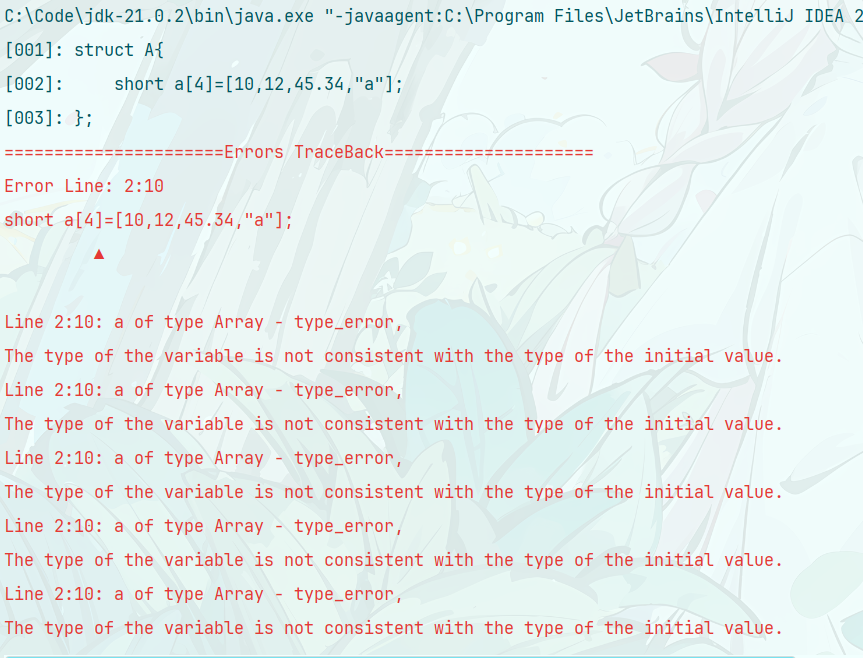 C:\Code\jdk-21.0.2\bin\java.exe "-javaagent:C:\Program Files\JetBrains\IntelliJ IDEA 2
[001]: struct A{
[002]:     short a[4]=[10,12,45.34,"a"];
[003]: };
======================Errors TraceBack=====================
Error Line: 2:10
short a[4]=[10,12,45.34,"a"];
         ▲
Line 2:10: a of type Array - type_error,
The type of the variable is not consistent with the type of the initial value.
Line 2:10: a of type Array - type_error,
The type of the variable is not consistent with the type of the initial value.
Line 2:10: a of type Array - type_error,
The type of the variable is not consistent with the type of the initial value.
Line 2:10: a of type Array - type_error,
The type of the variable is not consistent with the type of the initial value.
Line 2:10: a of type Array - type_error,
The type of the variable is not consistent with the type of the initial value.